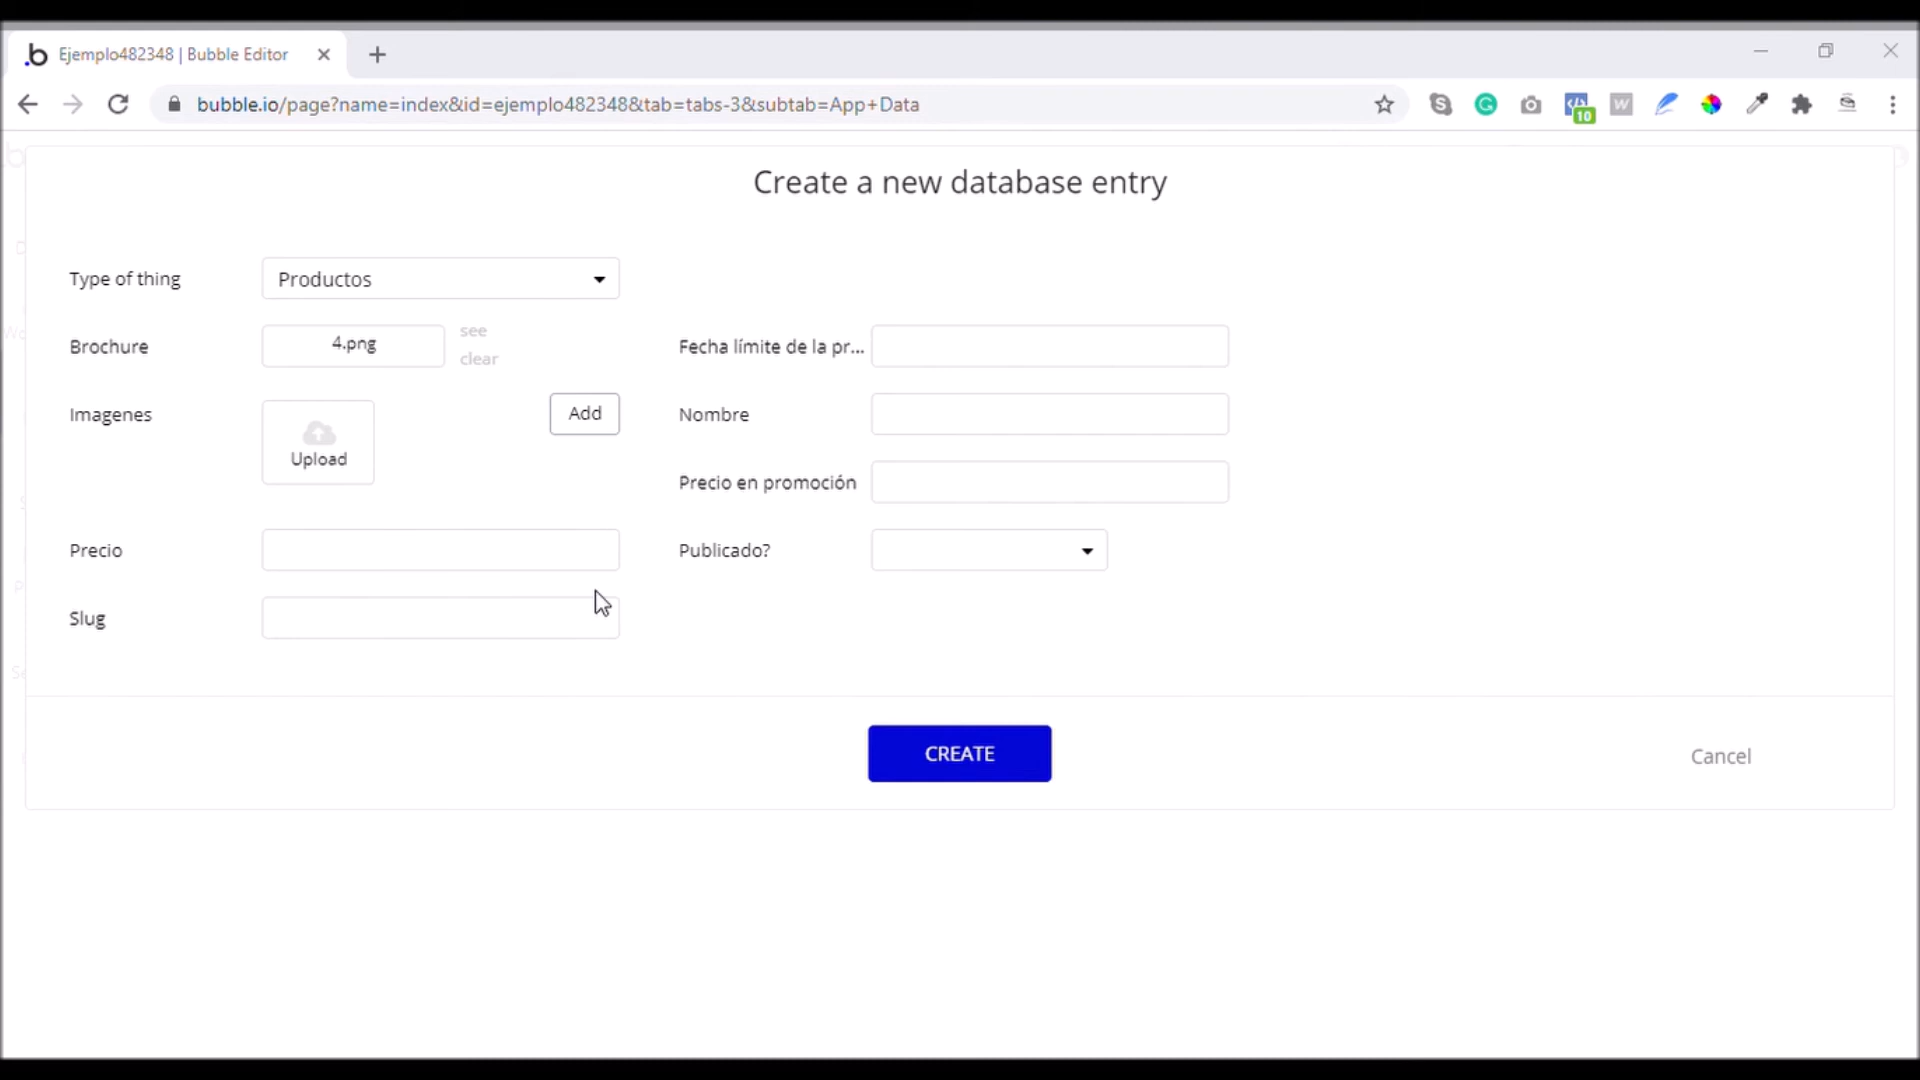 Ejemplo482348 | Bubble Editor
bubble.io/page?name=index&id=ejemplo482348&tab=tabs-3&subtab=App+Data
10
W
Create a new database entry
Type of thing
Productos
Brochure
4.png
see
clear
Fecha límite de la pr...
Imagenes
Upload
Add
Nombre
Precio en promoción
Precio
Publicado?
Slug
CREATE
Cancel